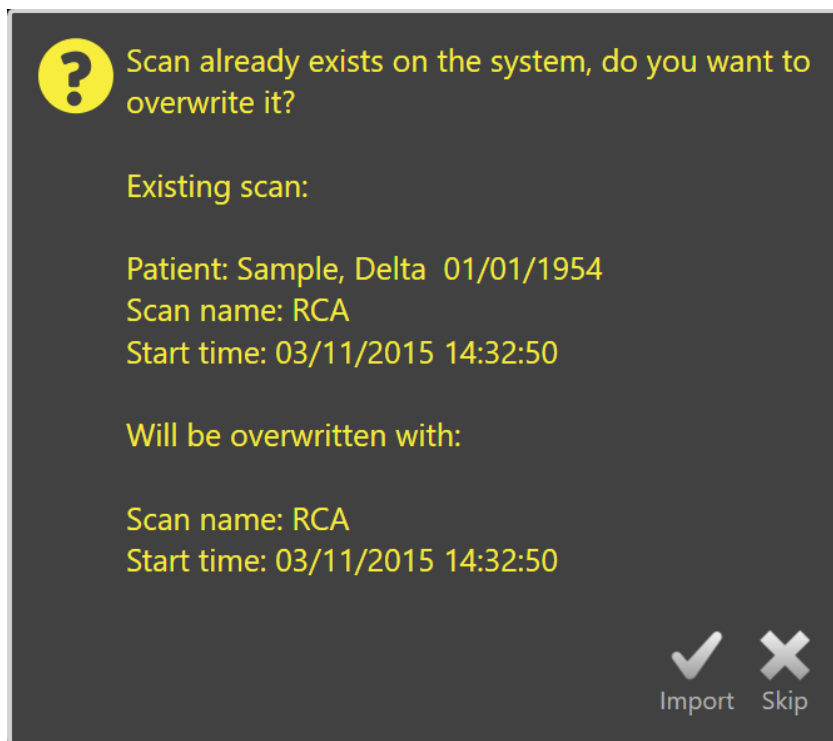 Scan already exists on the system, do you want to
overwrite it?
Existing scan:
Patient: Sample, Delta  01/01/1954
Scan name: RCA
Start time: 03/11/2015 14:32:50
Will be overwritten with:
Scan name: RCA
Start time: 03/11/2015 14:32:50
Import Skip